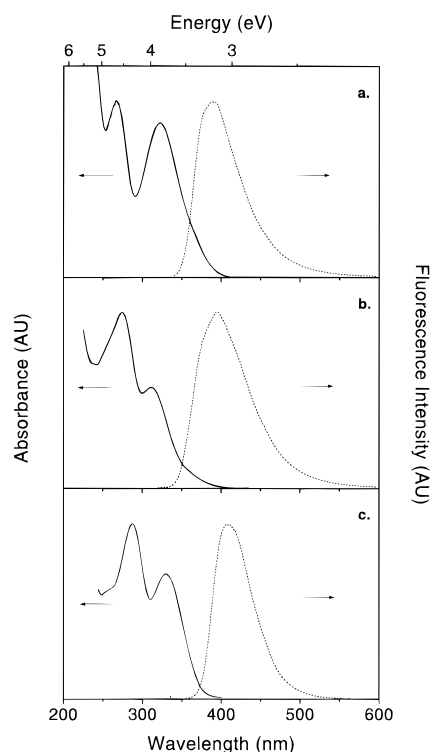 Energy (eV)
6 5 4 3
a.
b.
c.
Absorbance (AU)
Fluorescence Intensity (AU)
200 300 400 500 600
Wavelength (nm)